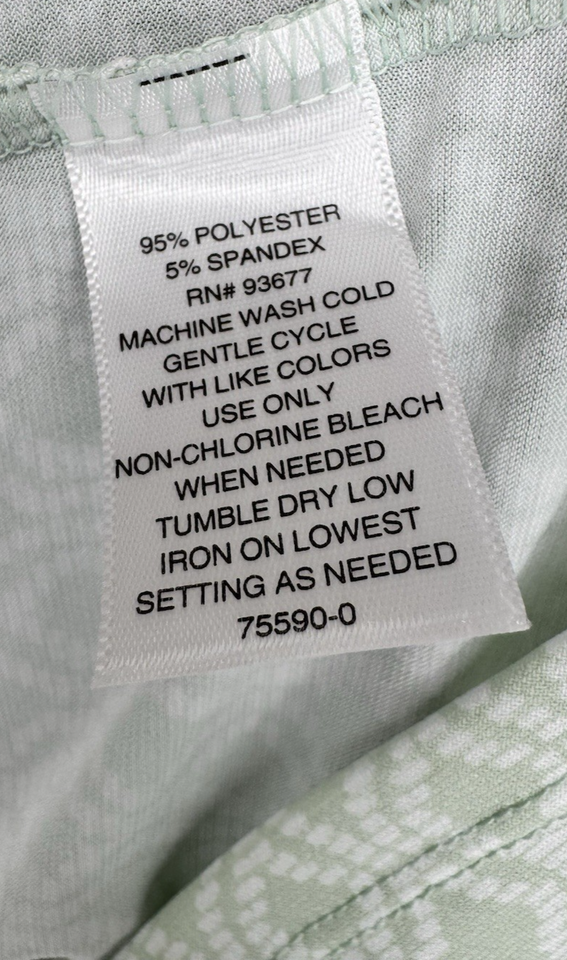 95% POLYESTER
5% SPANDEX
RN# 93677
MACHINE WASH COLD
GENTLE CYCLE
WITH LIKE COLORS
USE ONLY
NON-CHLORINE BLEACH
WHEN NEEDED
TUMBLE DRY LOW
IRON ON LOWEST
SETTING AS NEEDED
75590-0